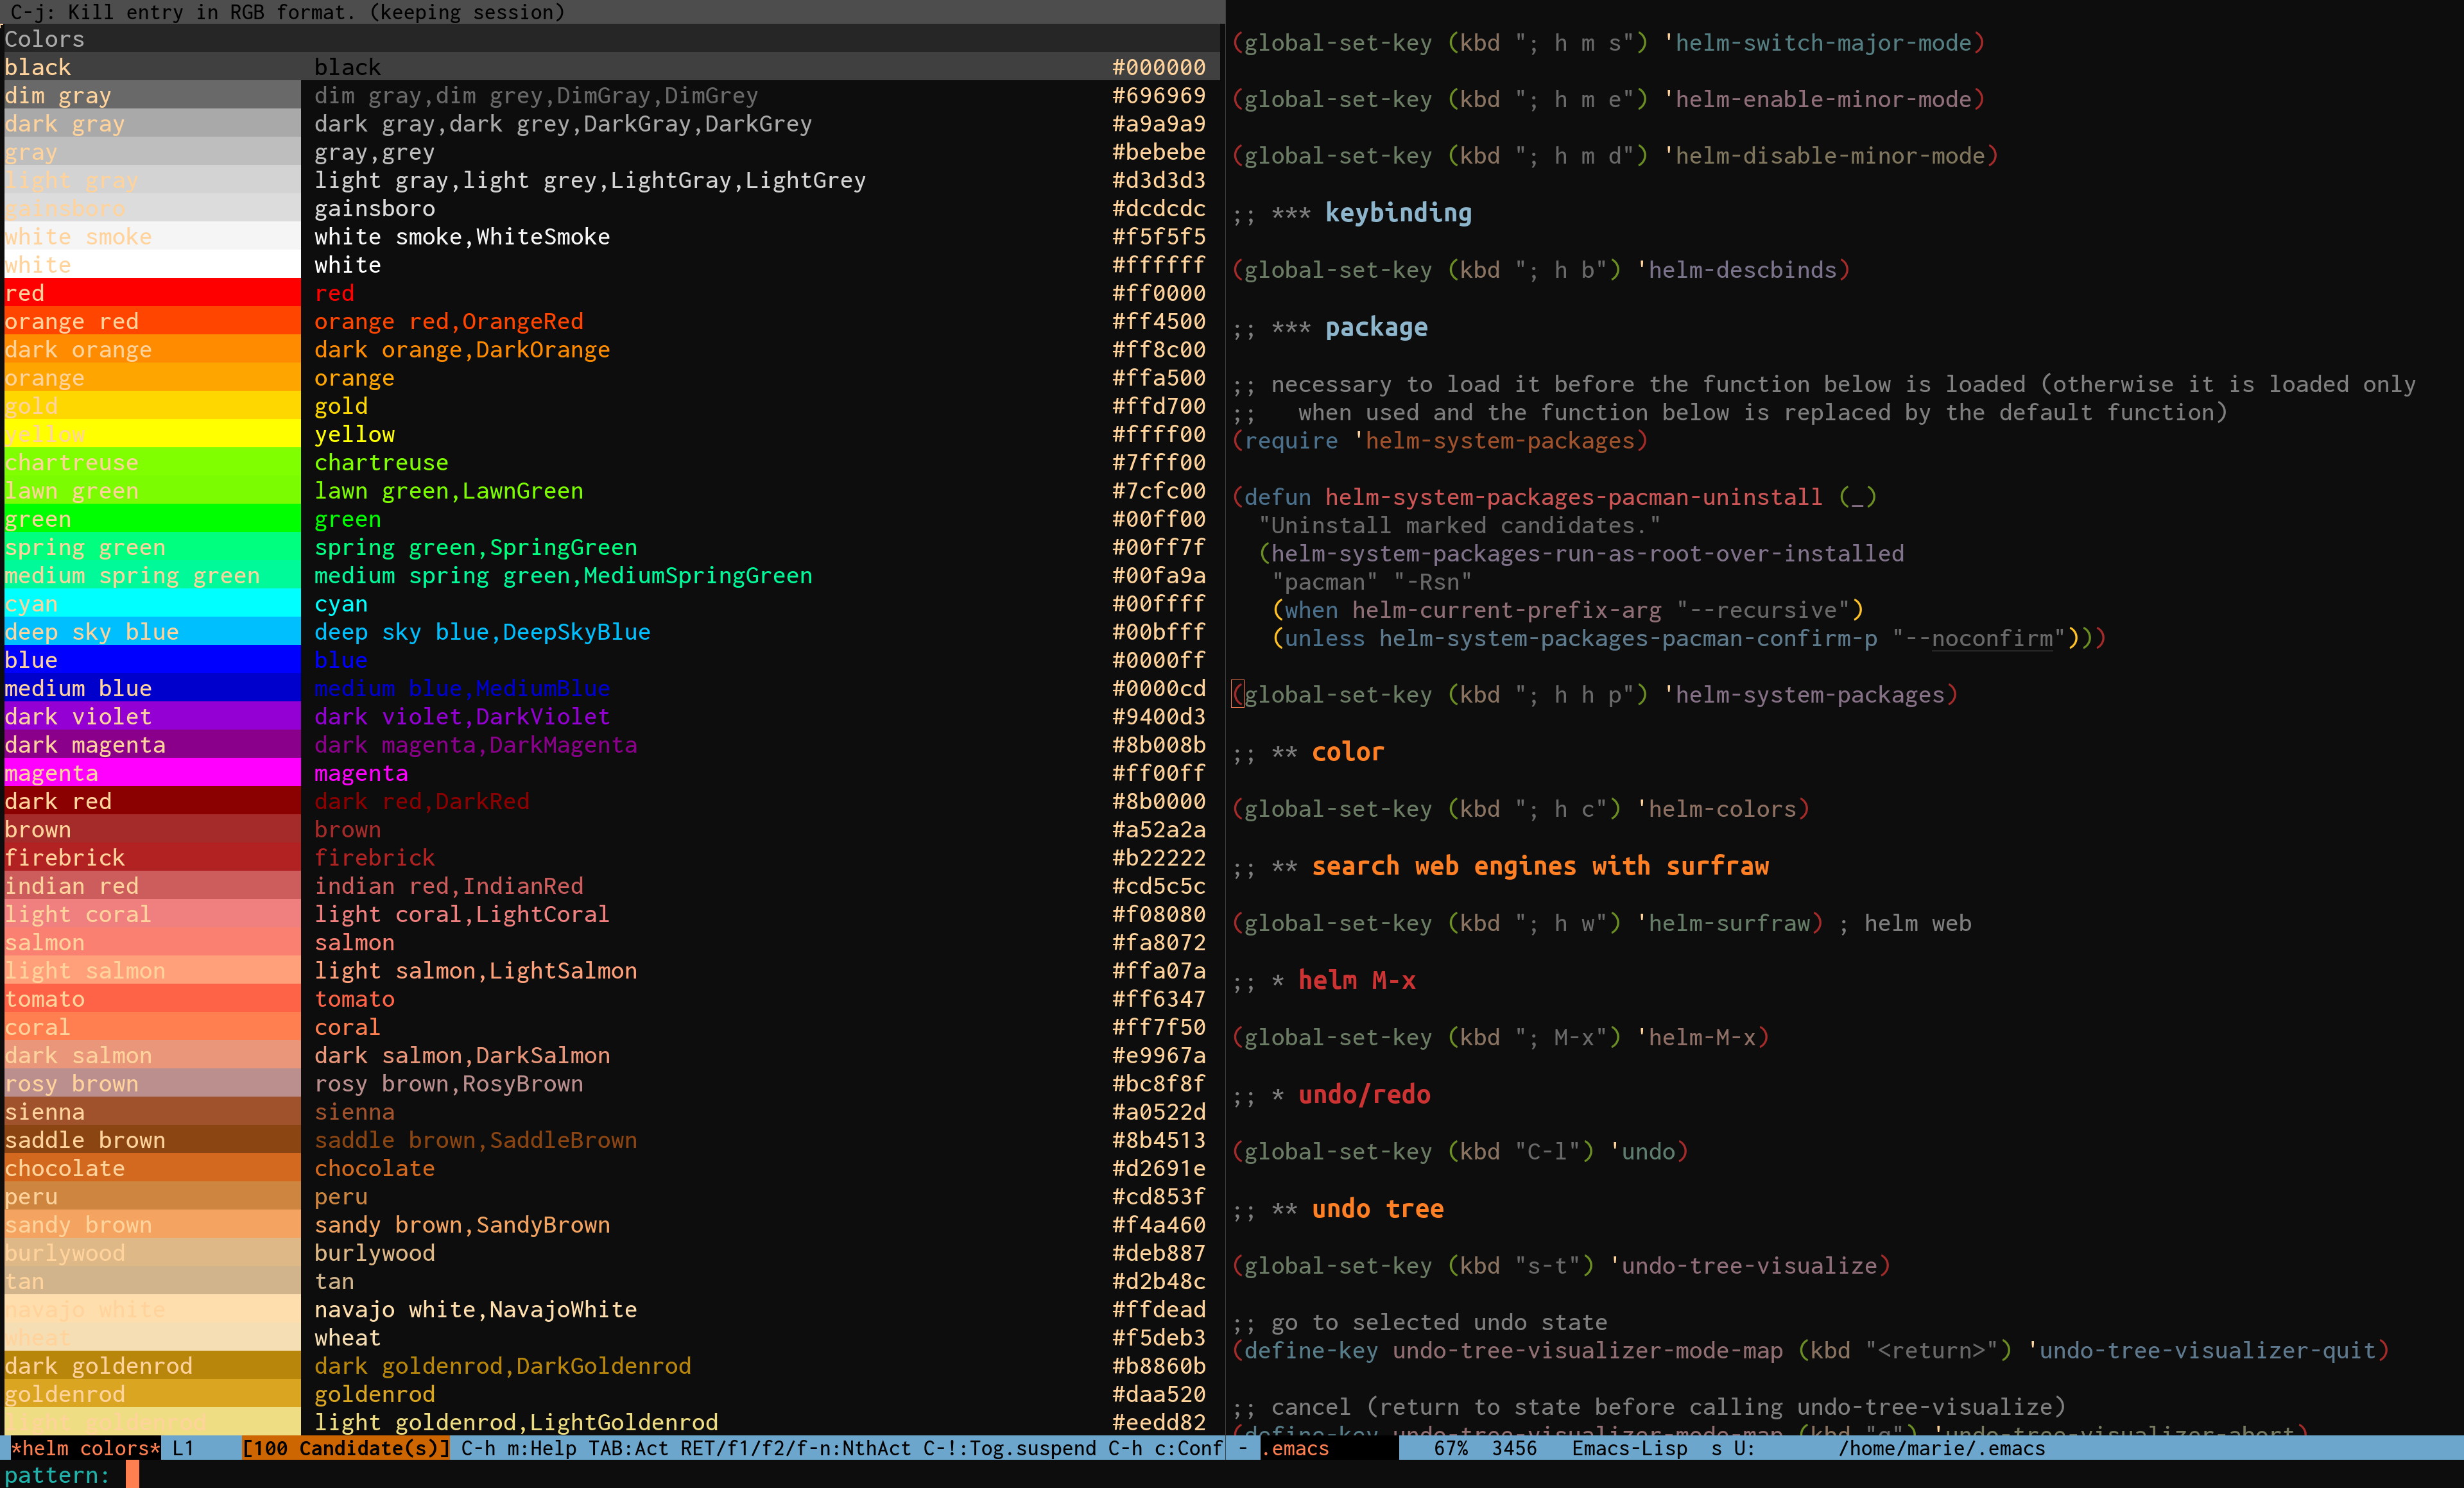 C-j: Kill entry in RGB format. (keeping session)
Colors
black black #000000
dim gray dim gray,dim grey,DimGray,DimGrey #696969
dark gray dark gray,dark grey,DarkGray,DarkGrey #a9a9a9
gray gray,grey #bebebe
light gray light gray,light grey,LightGray,LightGrey #d3d3d3
gainsboro gainsboro #dcdcdc
white smoke white smoke,WhiteSmoke #f5f5f5
white white #ffffff
red red #ff0000
orange red orange red,OrangeRed #ff4500
dark orange dark orange,DarkOrange #ff8c00
orange orange #ffa500
gold gold #ffd700
yellow yellow #ffff00
chartreuse chartreuse #7fff00
lawn green lawn green,LawnGreen #7cfc00
green green #00ff00
spring green spring green,SpringGreen #00ff7f
medium spring green medium spring green,MediumSpringGreen #00fa9a
cyan cyan #00ffff
deep sky blue deep sky blue,DeepSkyBlue #00bfff
blue blue #0000ff
medium blue medium blue,MediumBlue #0000cd
dark violet dark violet,DarkViolet #9400d3
dark magenta dark magenta,DarkMagenta #8b008b
magenta magenta #ff00ff
dark red dark red,DarkRed #8b0000
brown brown #a52a2a
firebrick firebrick #b22222
indian red indian red,IndianRed #cd5c5c
light coral light coral,LightCoral #f08080
salmon salmon #fa8072
light salmon light salmon,LightSalmon #ffa07a
tomato tomato #ff6347
coral coral #ff7f50
dark salmon dark salmon,DarkSalmon #e9967a
rosy brown rosy brown,RosyBrown #bc8f8f
sienna sienna #a0522d
saddle brown saddle brown,SaddleBrown #8b4513
chocolate chocolate #d2691e
peru peru #cd853f
sandy brown sandy brown,SandyBrown #f4a460
burlywood burlywood #deb887
tan tan #d2b48c
navajo white navajo white,NavajoWhite #ffdead
wheat wheat #f5deb3
dark goldenrod dark goldenrod,DarkGoldenrod #b8860b
goldenrod goldenrod #daa520
light goldenrod,LightGoldenrod #eedd82
*helm colors* L1 [100 Candidate(s)] C-h m:Help TAB:Act RET/f1/f2/f-n:NthAct C-!:Tog.suspend C-h c:Conf
pattern:
(global-set-key (kbd "; h m s") 'helm-switch-major-mode)
(global-set-key (kbd "; h m e") 'helm-enable-minor-mode)
(global-set-key (kbd "; h m d") 'helm-disable-minor-mode)
;; *** keybinding
(global-set-key (kbd "; h b") 'helm-descbinds)
;; *** package
;; necessary to load it before the function below is loaded (otherwise it is loaded only
;;   when used and the function below is replaced by the default function)
(require 'helm-system-packages)
(defun helm-system-packages-pacman-uninstall (_)
"Uninstall marked candidates."
(helm-system-packages-run-as-root-over-installed
"pacman" "-Rsn"
(when helm-current-prefix-arg "--recursive")
(unless helm-system-packages-pacman-confirm-p "--noconfirm")))
(global-set-key (kbd "; h h p") 'helm-system-packages)
;; ** color
(global-set-key (kbd "; h c") 'helm-colors)
;; ** search web engines with surfraw
(global-set-key (kbd "; h w") 'helm-surfraw) ; helm web
;; * helm M-x
(global-set-key (kbd "; M-x") 'helm-M-x)
;; * undo/redo
(global-set-key (kbd "C-l") 'undo)
;; ** undo tree
(global-set-key (kbd "s-t") 'undo-tree-visualize)
;; go to selected undo state
(define-key undo-tree-visualizer-mode-map (kbd "<return>") 'undo-tree-visualizer-quit)
;; cancel (return to state before calling undo-tree-visualize)
(define-key undo-tree-visualizer-mode-map (kbd "q") 'undo-tree-visualizer-abort)
- .emacs 67% 3456 Emacs-Lisp s U: /home/marie/.emacs